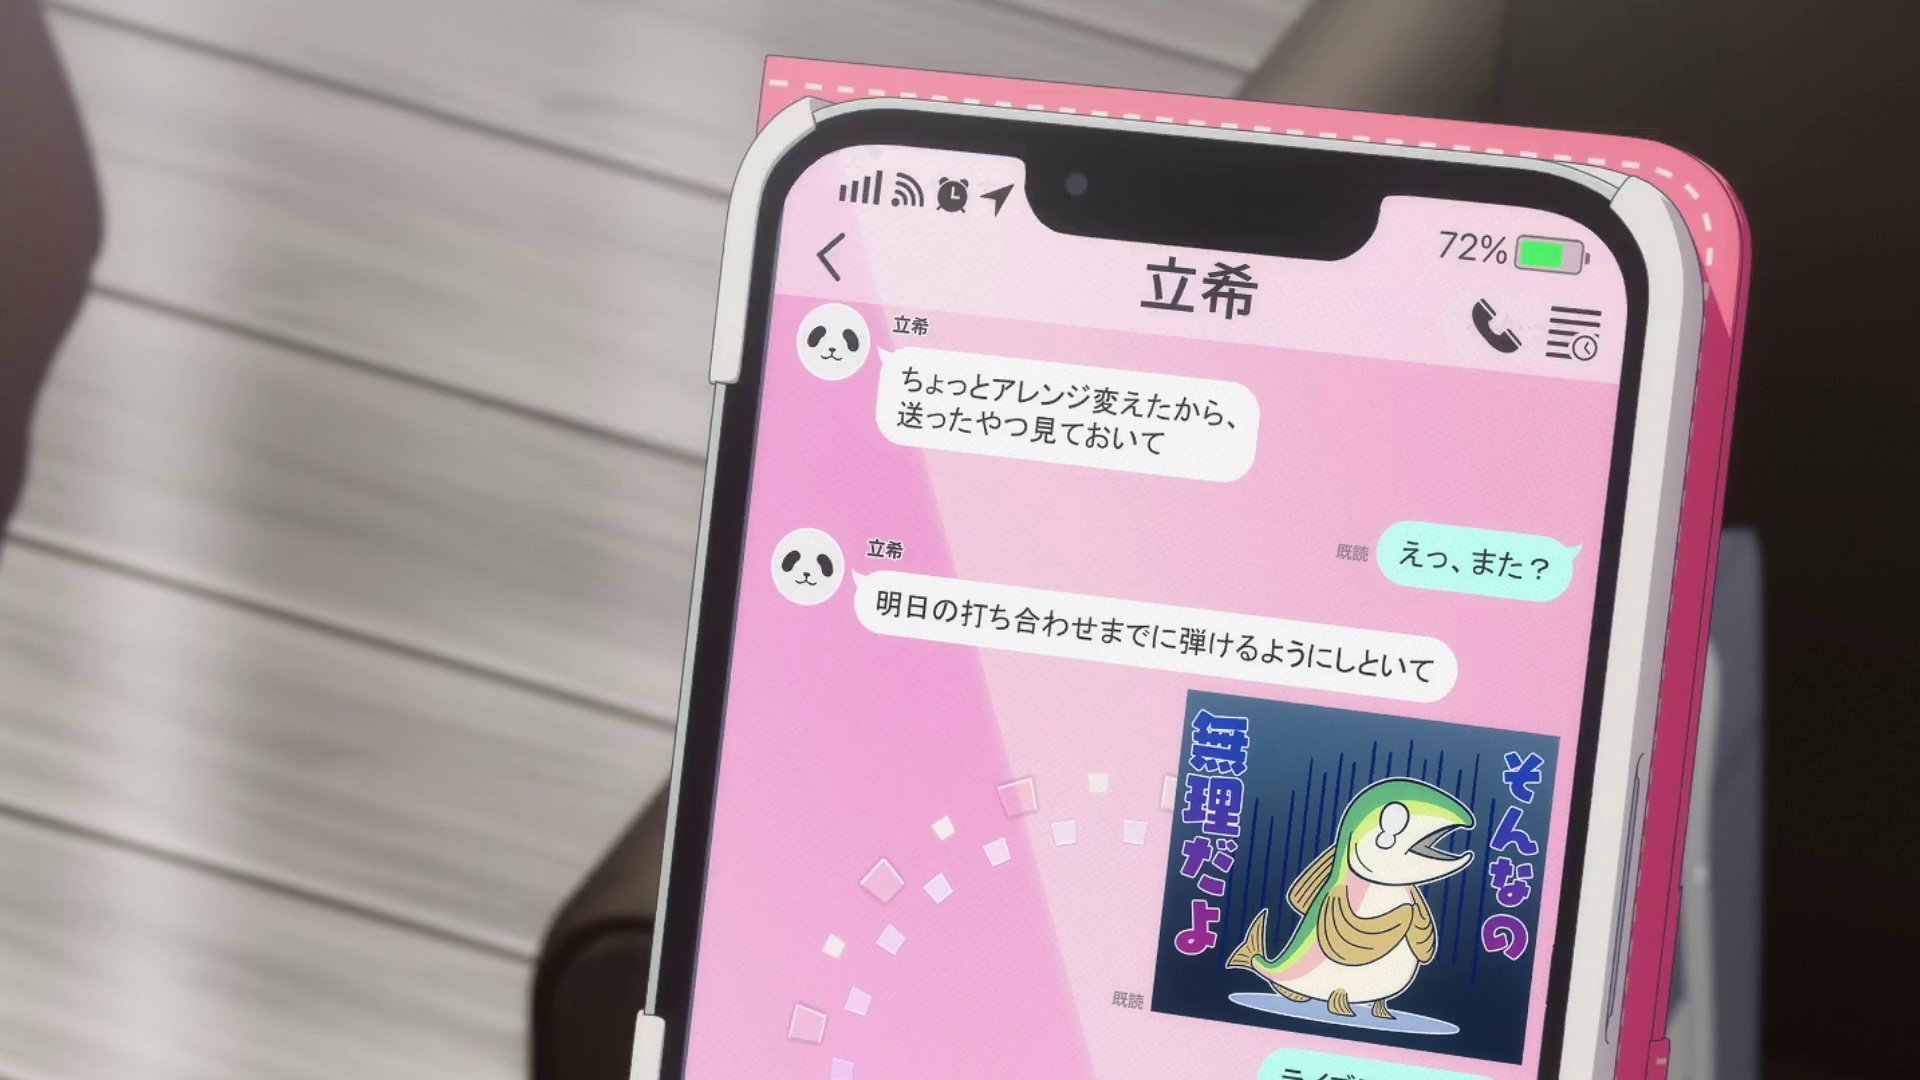 72%
立希
立希
ちょっとアレンジ変えたから、
送ったやつ見ておいて
既読
えっ、また？
立希
明日の打ち合わせまでに弾けるようにしといて
そんなの
無理だよ
既読